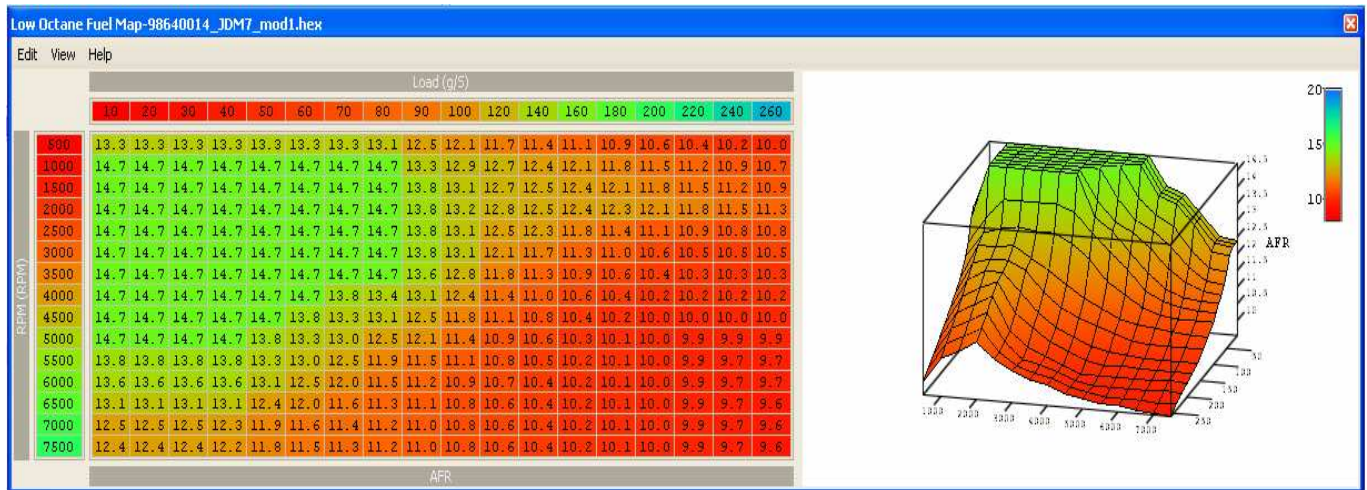 Low Octane Fuel Map-98640014_JDM7_mod1.hex
Edit View Help
Load (g/S)
10 20 30 40 50 60 70 80 90 100 120 140 160 180 200 220 240 260
500 13.3 13.3 13.3 13.3 13.3 13.3 13.3 13.1 12.5 12.1 11.7 11.4 11.1 10.9 10.6 10.4 10.2 10.0
1000 14.7 14.7 14.7 14.7 14.7 14.7 14.7 14.7 13.3 12.9 12.7 12.4 12.1 11.8 11.5 11.2 10.9 10.7
1500 14.7 14.7 14.7 14.7 14.7 14.7 14.7 14.7 13.8 13.1 12.7 12.5 12.4 12.1 11.8 11.5 11.2 10.9
2000 14.7 14.7 14.7 14.7 14.7 14.7 14.7 14.7 13.8 13.2 12.8 12.5 12.4 12.3 12.1 11.8 11.5 11.3
2500 14.7 14.7 14.7 14.7 14.7 14.7 14.7 14.7 13.8 13.1 12.5 12.3 11.8 11.4 11.1 10.9 10.8 10.8
3000 14.7 14.7 14.7 14.7 14.7 14.7 14.7 14.7 13.8 13.1 12.1 11.7 11.3 11.0 10.6 10.5 10.5 10.5
3500 14.7 14.7 14.7 14.7 14.7 14.7 14.7 14.7 13.6 12.8 11.8 11.3 10.9 10.6 10.4 10.3 10.3 10.3
4000 14.7 14.7 14.7 14.7 14.7 14.7 13.8 13.4 13.1 12.4 11.4 11.0 10.6 10.4 10.2 10.2 10.2 10.2
4500 14.7 14.7 14.7 14.7 14.7 13.8 13.3 13.1 12.5 11.8 11.1 10.8 10.4 10.2 10.0 10.0 10.0 10.0
5000 14.7 14.7 14.7 14.7 13.8 13.3 13.0 12.5 12.1 11.4 10.9 10.6 10.3 10.1 10.0 9.9 9.9 9.9
5500 13.8 13.8 13.8 13.8 13.3 13.0 12.5 11.9 11.5 11.1 10.8 10.5 10.2 10.1 10.0 9.9 9.7 9.7
6000 13.6 13.6 13.6 13.6 13.1 12.5 12.0 11.5 11.2 10.9 10.7 10.4 10.2 10.1 10.0 9.9 9.7 9.7
6500 13.1 13.1 13.1 13.1 12.4 12.0 11.6 11.3 11.1 10.8 10.6 10.4 10.2 10.1 10.0 9.9 9.7 9.6
7000 12.5 12.5 12.5 12.3 11.9 11.6 11.4 11.2 11.0 10.8 10.6 10.4 10.2 10.1 10.0 9.9 9.7 9.6
7500 12.4 12.4 12.4 12.2 11.8 11.5 11.3 11.2 11.0 10.8 10.6 10.4 10.2 10.1 10.0 9.9 9.7 9.6
RPM (RPM)
AFR
20
15
10
14.5
14
13.5
13
12.5
12
11.5
11
10.5
10
AFR
50
100
150
200
250
1000 2000 3000 4000 5000 6000 7000